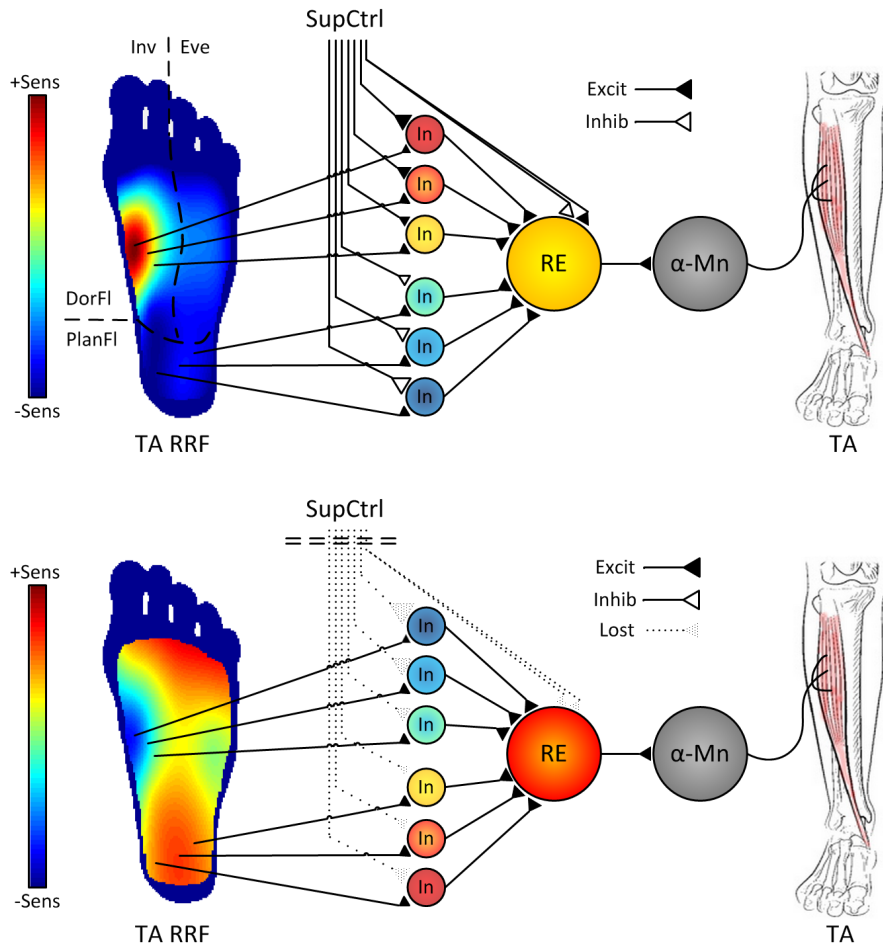 SupCtrl
Inv Eve
+Sens
Excit
Inhib
In
In
In
RE
α-Mn
In
DorFl
PlanFl
In
In
-Sens
TA RRF
TA
SupCtrl
+Sens
Excit
Inhib
Lost
In
In
In
RE
α-Mn
In
In
In
-Sens
TA RRF
TA